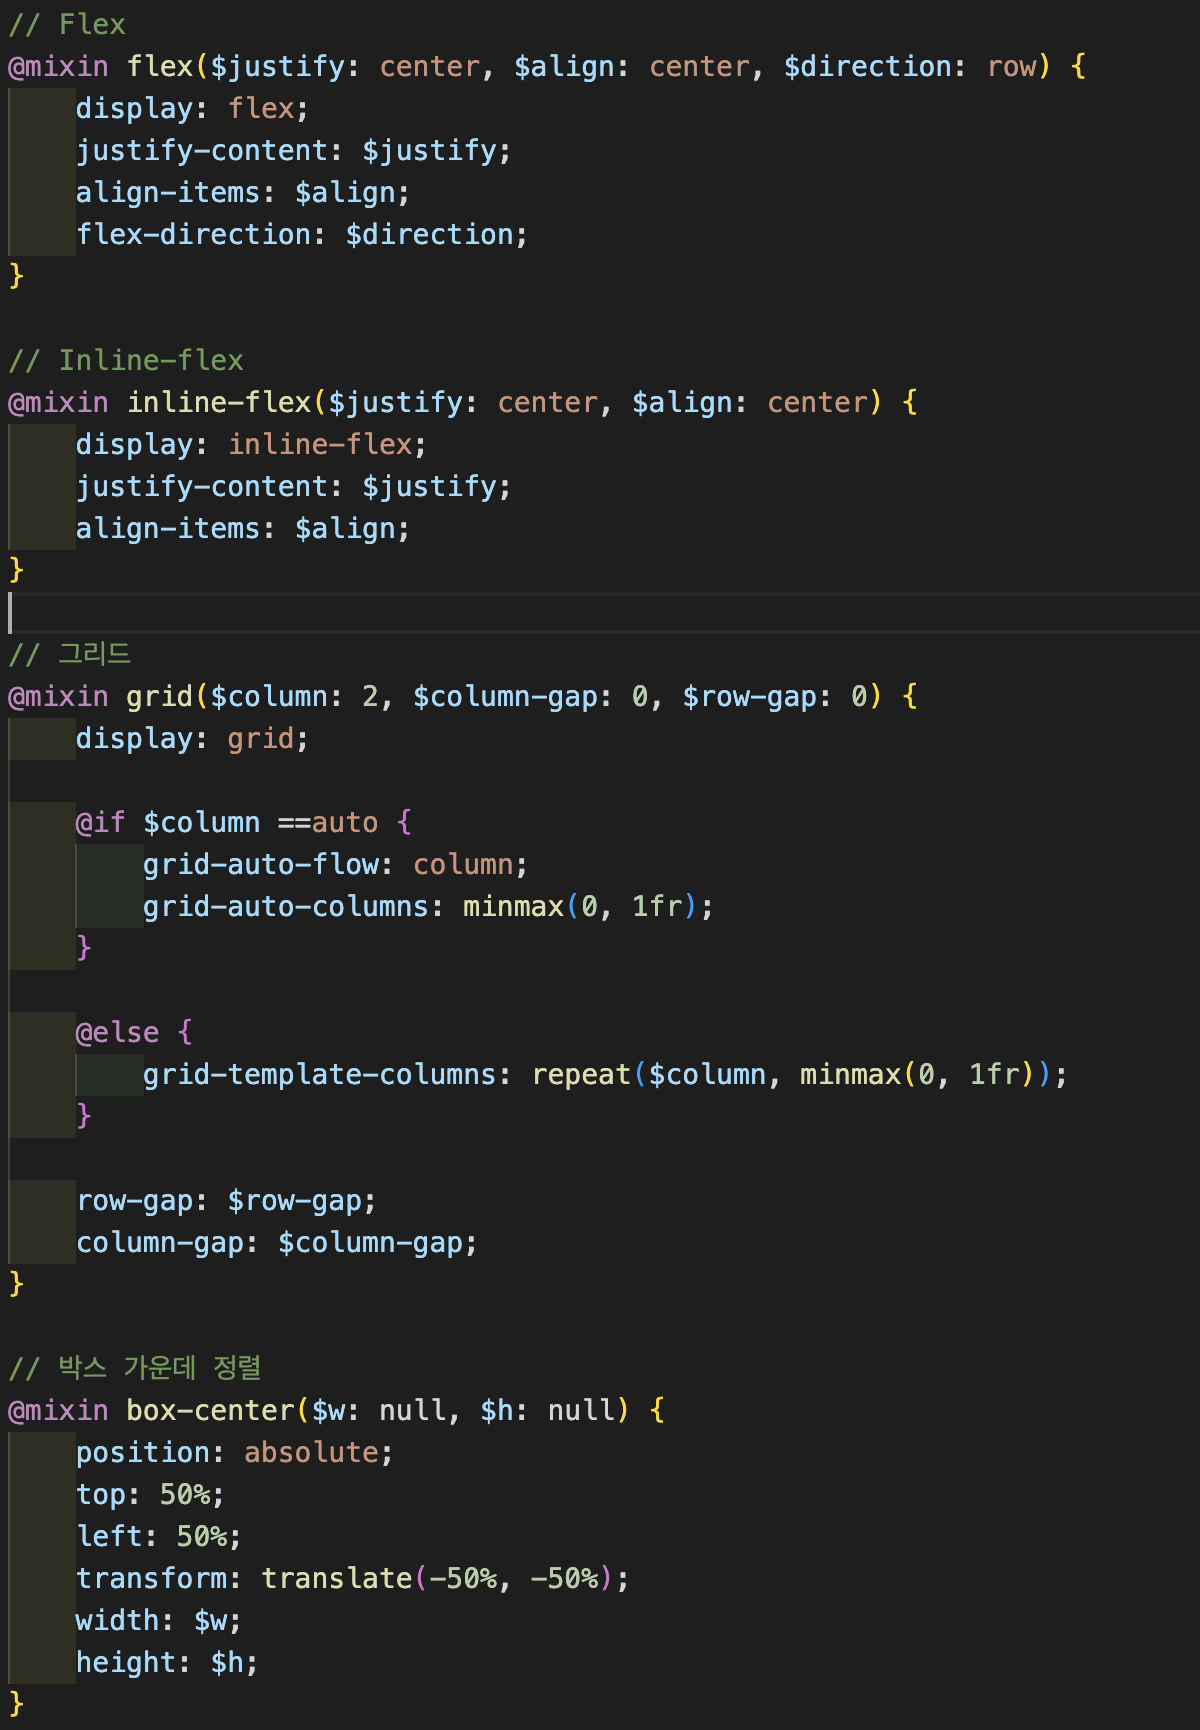 // Flex
@mixin flex($justify: center, $align: center, $direction: row) {
display: flex;
justify-content: $justify;
align-items: $align;
flex-direction: $direction;
}
// Inline-flex
@mixin inline-flex($justify: center, $align: center) {
display: inline-flex;
justify-content: $justify;
align-items: $align;
}
// 그리드
@mixin grid($column: 2, $column-gap: 0, $row-gap: 0) {
display: grid;
@if $column ==auto {
grid-auto-flow: column;
grid-auto-columns: minmax(0, 1fr);
}
@else {
grid-template-columns: repeat($column, minmax(0, 1fr));
}
row-gap: $row-gap;
column-gap: $column-gap;
}
// 박스 가운데 정렬
@mixin box-center($w: null, $h: null) {
position: absolute;
top: 50%;
left: 50%;
transform: translate(-50%, -50%);
width: $w;
height: $h;
}